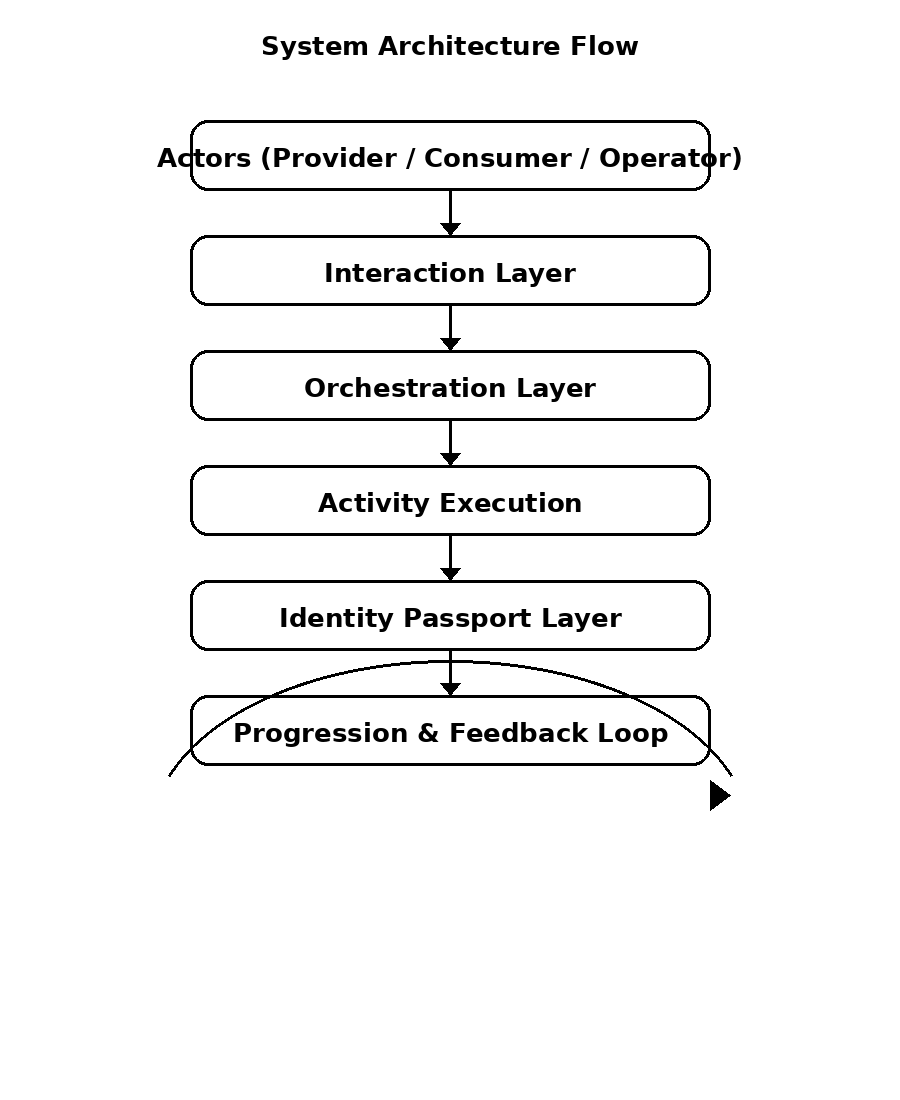 System Architecture Flow
Actors (Provider / Consumer / Operator)
Interaction Layer
Orchestration Layer
Activity Execution
Identity Passport Layer
Progression & Feedback Loop